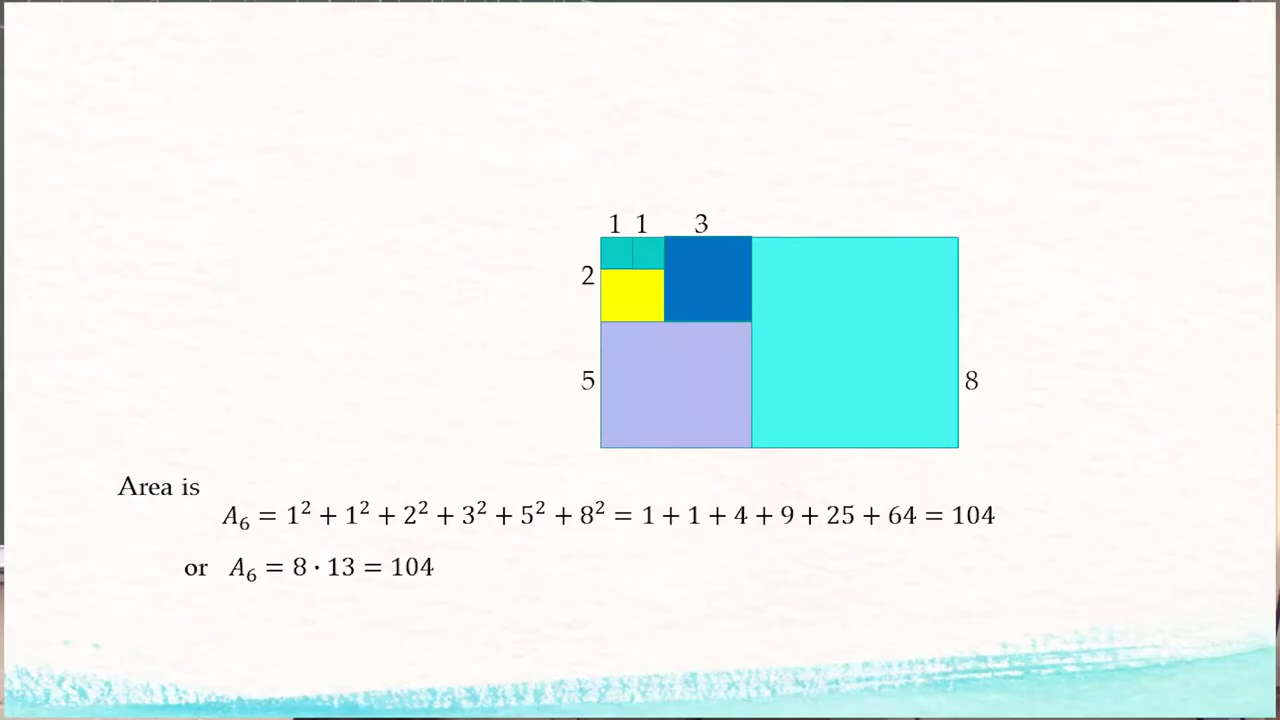 1 1 3
2
5 8
Area is
A₆ = 1² + 1² + 2² + 3² + 5² + 8² = 1 + 1 + 4 + 9 + 25 + 64 = 104
or A₆ = 8 · 13 = 104